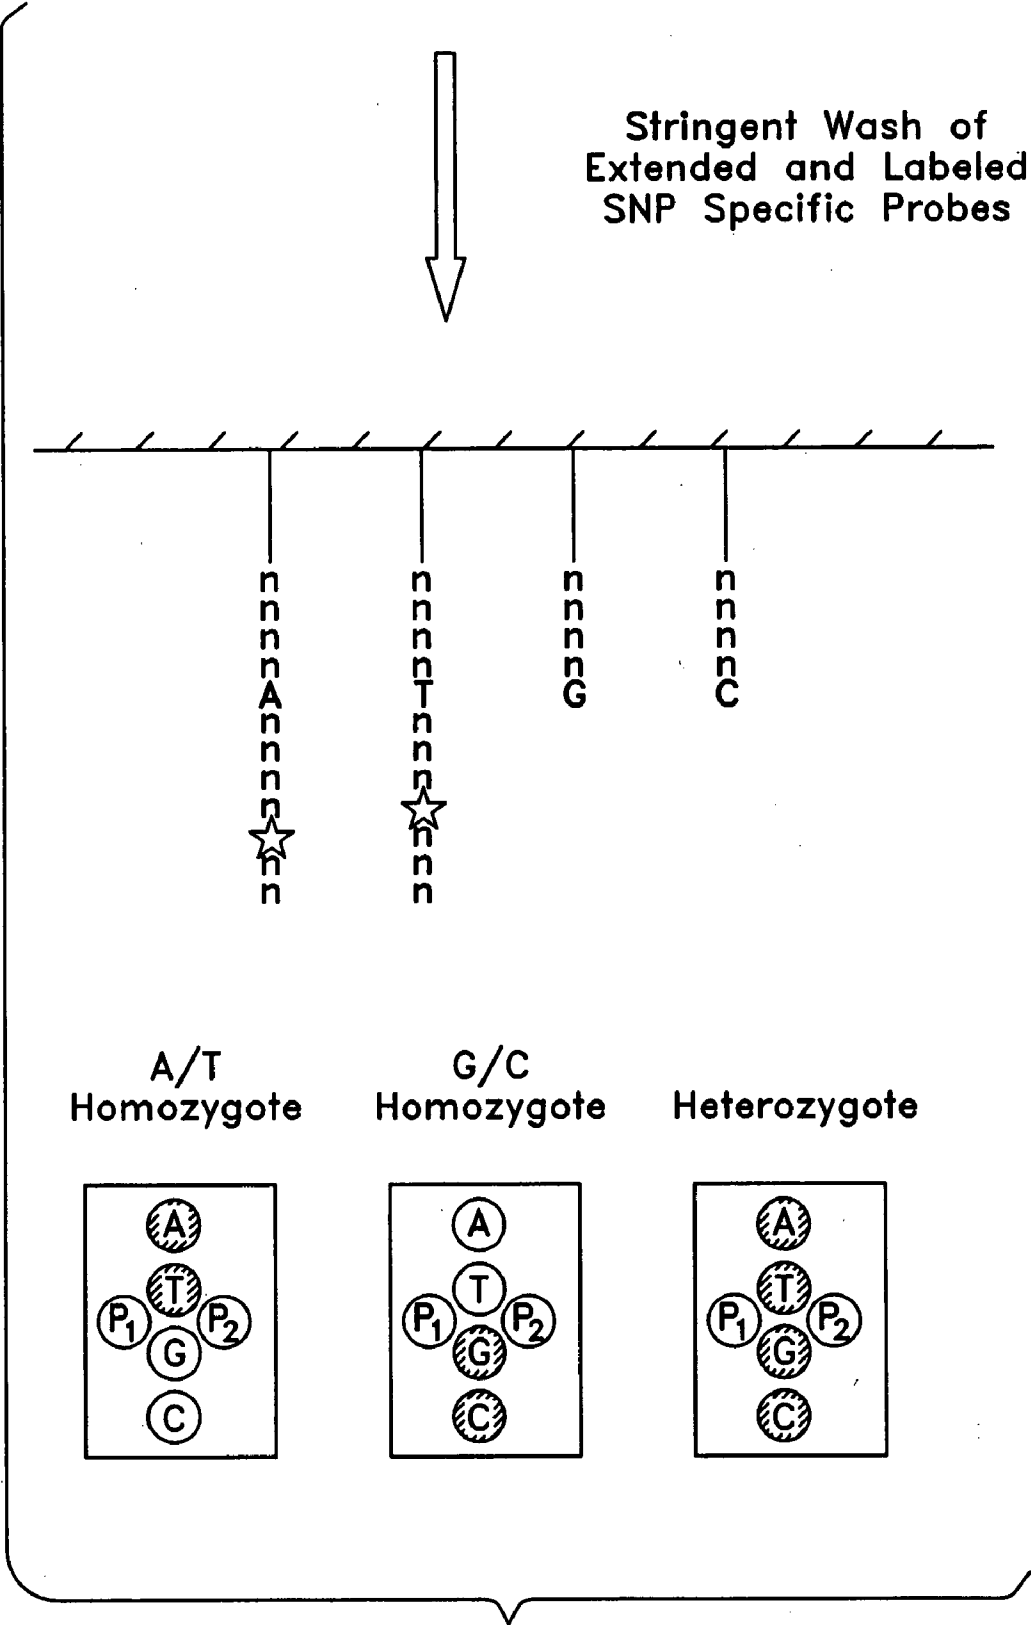 Stringent Wash of
Extended and Labeled
SNP Specific Probes
n n n n
n n n n
n n n n
n n n n
A T G C
n n
n n
n n
n
n
n n
n n
A/T
Homozygote
G/C
Homozygote
Heterozygote
A
T
P1 P2
G
C
A
T
P1 P2
G
C
A
T
P1 P2
G
C